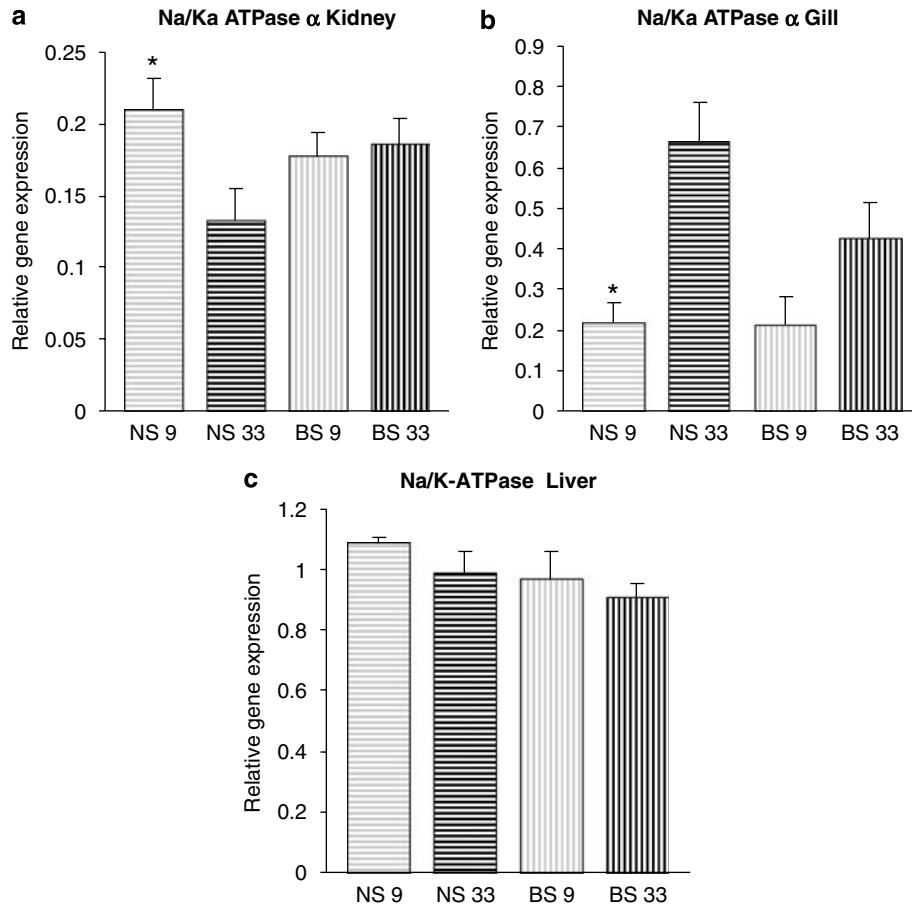 a
Na/Ka ATPase α Kidney
Relative gene expression
0.25
0.2
0.15
0.1
0.05
0
*
NS 9 NS 33 BS 9 BS 33
b
Na/Ka ATPase α Gill
Relative gene expression
0.9
0.8
0.7
0.6
0.5
0.4
0.3
0.2
0.1
0
*
NS 9 NS 33 BS 9 BS 33
c
Na/K-ATPase Liver
Relative gene expression
1.2
1
0.8
0.6
0.4
0.2
0
NS 9 NS 33 BS 9 BS 33